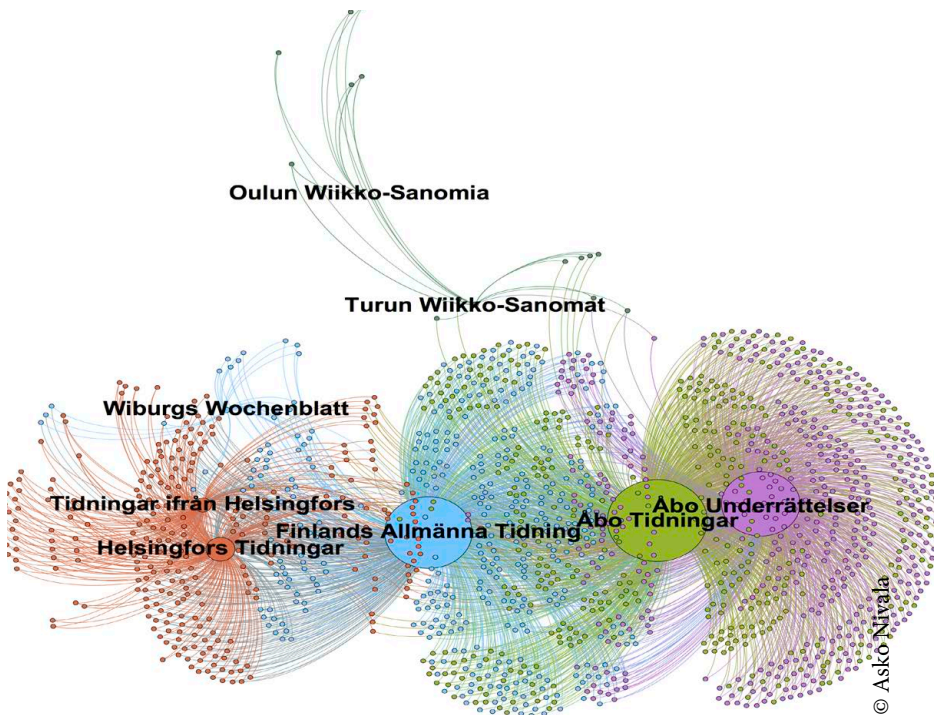 Oulun Wiikko-Sanomia
Turun Wiikko-Sanomat
Wiburgs Wochenblatt
Tidningar ifrån Helsingfors
Helsingfors Tidningar
Finlands Allmänna Tidning
Åbo Tidningar
Åbo Underrättelser
© Asko Nivala